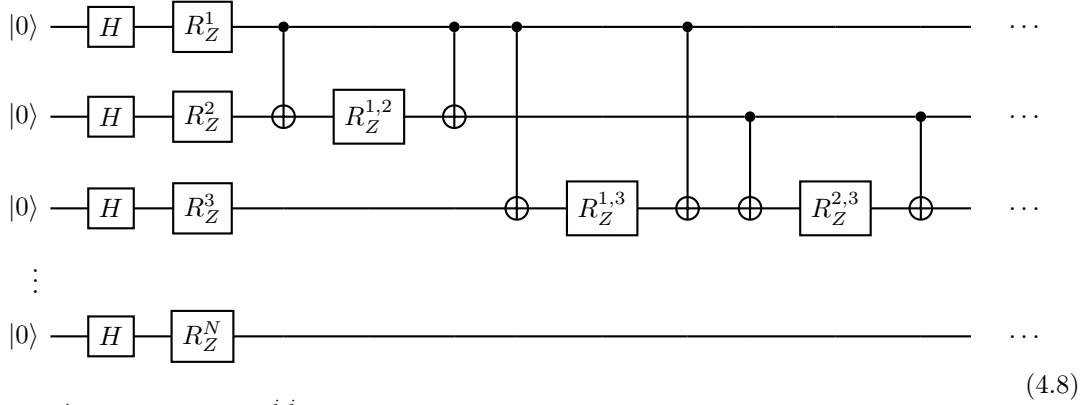 |0⟩ H R_Z^1 ···
|0⟩ H R_Z^2 R_Z^{1,2} ···
|0⟩ H R_Z^3 R_Z^{1,3} R_Z^{2,3} ···
⋮
|0⟩ H R_Z^N ···
(4.8)